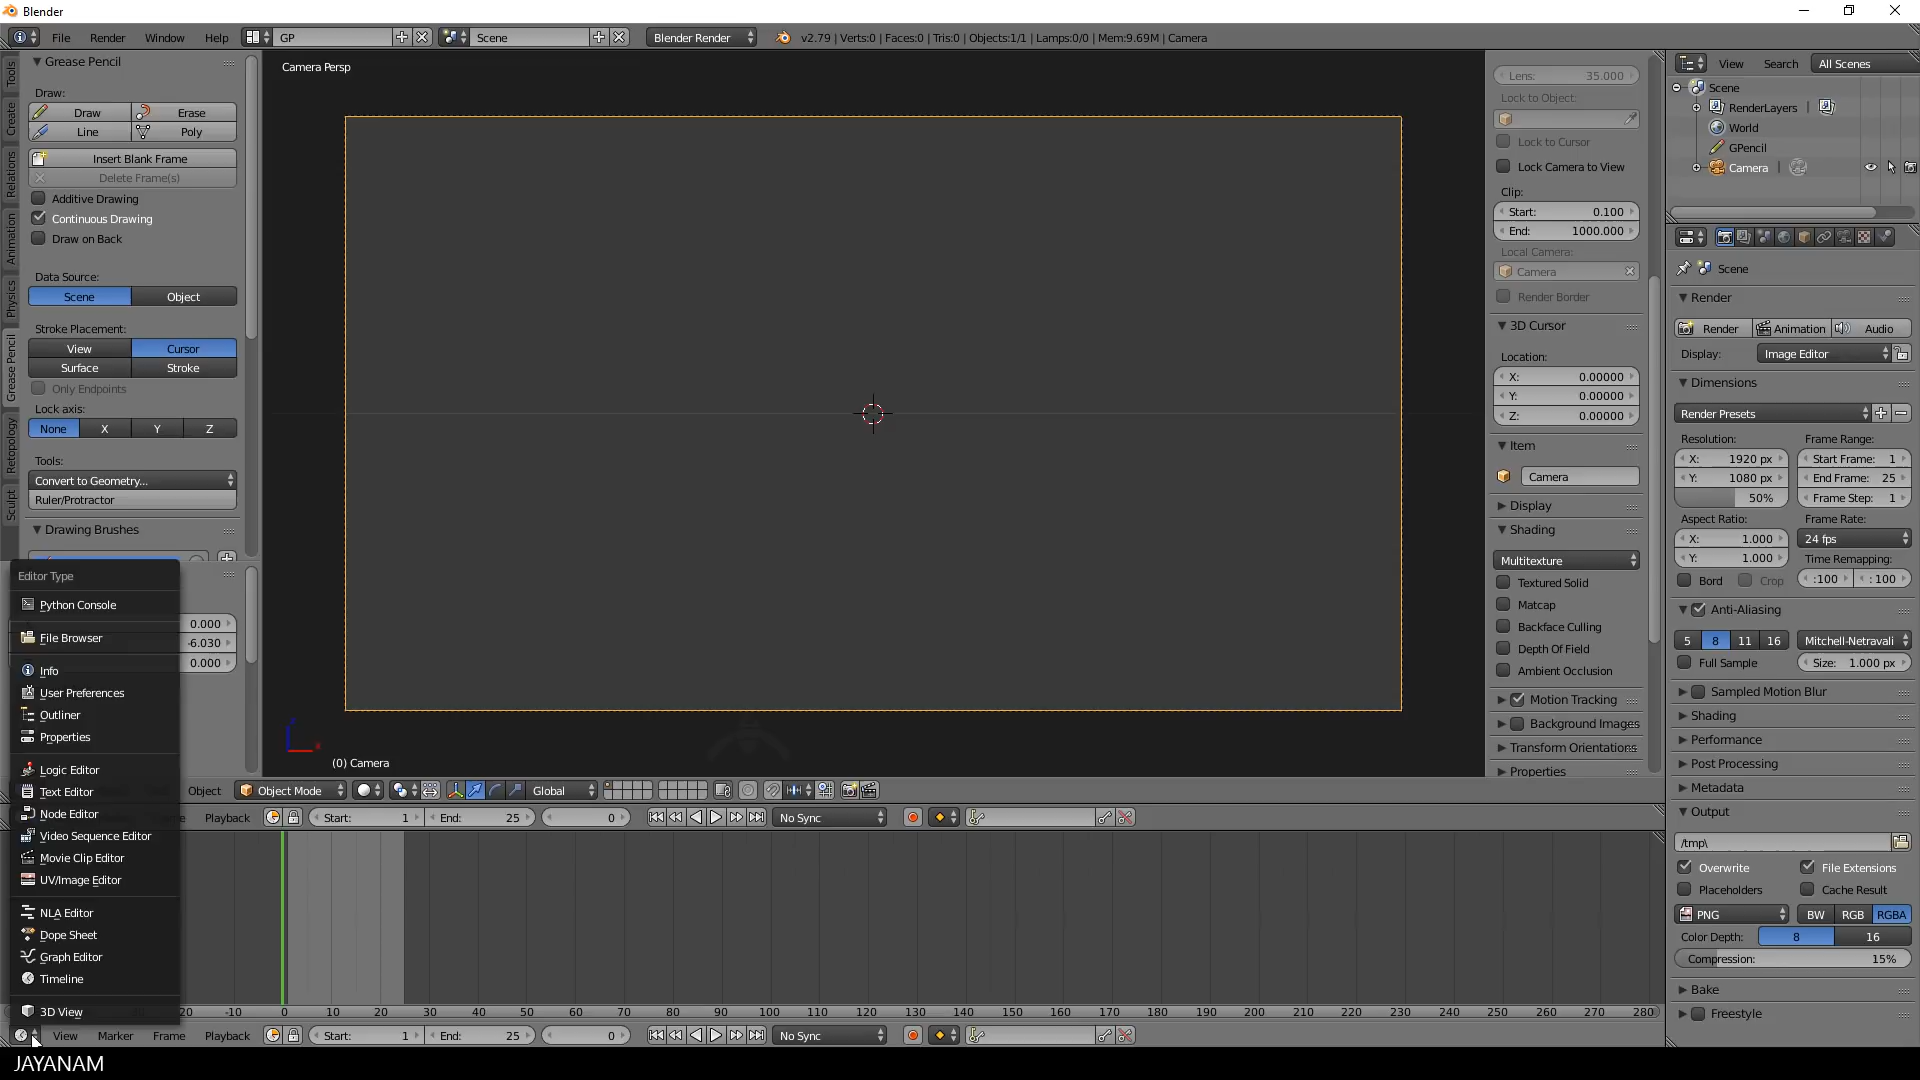 Blender
File Render Window Help GP Scene Blender Render v2.79 | Verts:0 | Faces:0 | Tris:0 | Objects:1/1 | Lamps:0/0 | Mem:9.69M | Camera
Tools
Create
Relations
Animation
Physics
Grease Pencil
Retopology
Sculpt
Grease Pencil
Draw:
Draw Erase
Line Poly
Insert Blank Frame
Delete Frame(s)
Additive Drawing
Continuous Drawing
Draw on Back
Data Source:
Scene Object
Stroke Placement:
View Cursor
Surface Stroke
Only Endpoints
Lock axis:
None X Y Z
Tools:
Convert to Geometry...
Ruler/Protractor
Drawing Brushes
Editor Type
Python Console
File Browser
Info
User Preferences
Outliner
Properties
Logic Editor
Text Editor
Node Editor
Video Sequence Editor
Movie Clip Editor
UV/Image Editor
NLA Editor
Dope Sheet
Graph Editor
Timeline
3D View
0.000
-6.030
0.000
Camera Persp
(0) Camera
Object Object Mode Global
Playback Start: 1 End: 25 0 No Sync
-10 0 10 20 30 40 50 60 70 80 90 100 110 120 130 140 150 160 170 180 190 200 210 220 230 240 250 260 270 280
View Marker Frame Playback Start: 1 End: 25 0 No Sync
Lens: 35.000
Lock to Object:
Lock to Cursor
Lock Camera to View
Clip:
Start: 0.100
End: 1000.000
Local Camera:
Camera
Render Border
3D Cursor
Location:
X: 0.00000
Y: 0.00000
Z: 0.00000
Item
Camera
Display
Shading
Multitexture
Textured Solid
Matcap
Backface Culling
Depth Of Field
Ambient Occlusion
Motion Tracking
Background Images
Transform Orientations
Properties
View Search All Scenes
Scene
RenderLayers |
World
GPencil
Camera |
Scene
Render
Render Animation Audio
Display: Image Editor
Dimensions
Render Presets
Resolution: Frame Range:
X: 1920 px Start Frame: 1
Y: 1080 px End Frame: 25
50% Frame Step: 1
Aspect Ratio: Frame Rate:
X: 1.000 24 fps
Y: 1.000 Time Remapping:
Bord Crop :100 : 100
Anti-Aliasing
5 8 11 16 Mitchell-Netravali
Full Sample Size: 1.000 px
Sampled Motion Blur
Shading
Performance
Post Processing
Metadata
Output
/tmp\
Overwrite File Extensions
Placeholders Cache Result
PNG BW RGB RGBA
Color Depth: 8 16
Compression: 15%
Bake
Freestyle
JAYANAM